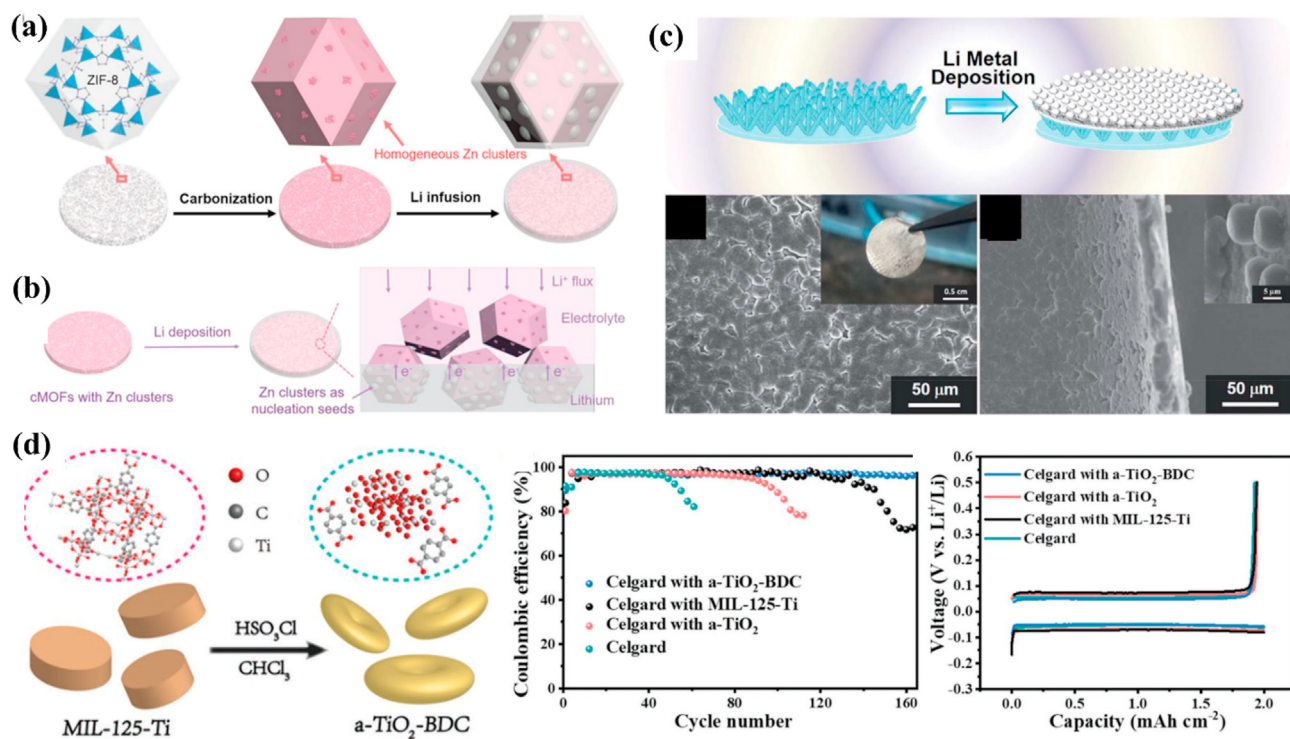 (a)
ZIF-8
Homogeneous Zn clusters
Carbonization
Li infusion
(b)
Li deposition
cMOFs with Zn clusters
Zn clusters as
nucleation seeds
Li⁺ flux
Electrolyte
e⁻ e⁻ e⁻ e⁻
Lithium
(c)
Li Metal
Deposition
0.5 cm
50 μm
5 μm
50 μm
(d)
O
C
Ti
HSO₃Cl
CHCl₃
MIL-125-Ti
a-TiO₂-BDC
Coulombic efficiency (%)
100
80
60
40
20
0
Celgard with a-TiO₂-BDC
Celgard with MIL-125-Ti
Celgard with a-TiO₂
Celgard
0 40 80 120 160
Cycle number
Voltage (V vs. Li⁺/Li)
0.6
0.5
0.4
0.3
0.2
0.1
0.0
-0.1
-0.2
-0.3
Celgard with a-TiO₂-BDC
Celgard with a-TiO₂
Celgard with MIL-125-Ti
Celgard
0.0 0.5 1.0 1.5 2.0
Capacity (mAh cm⁻²)